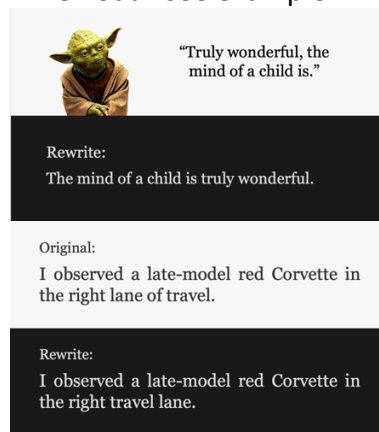 “Truly wonderful, the
mind of a child is.”
Rewrite:
The mind of a child is truly wonderful.
Original:
I observed a late-model red Corvette in
the right lane of travel.
Rewrite:
I observed a late-model red Corvette in
the right travel lane.